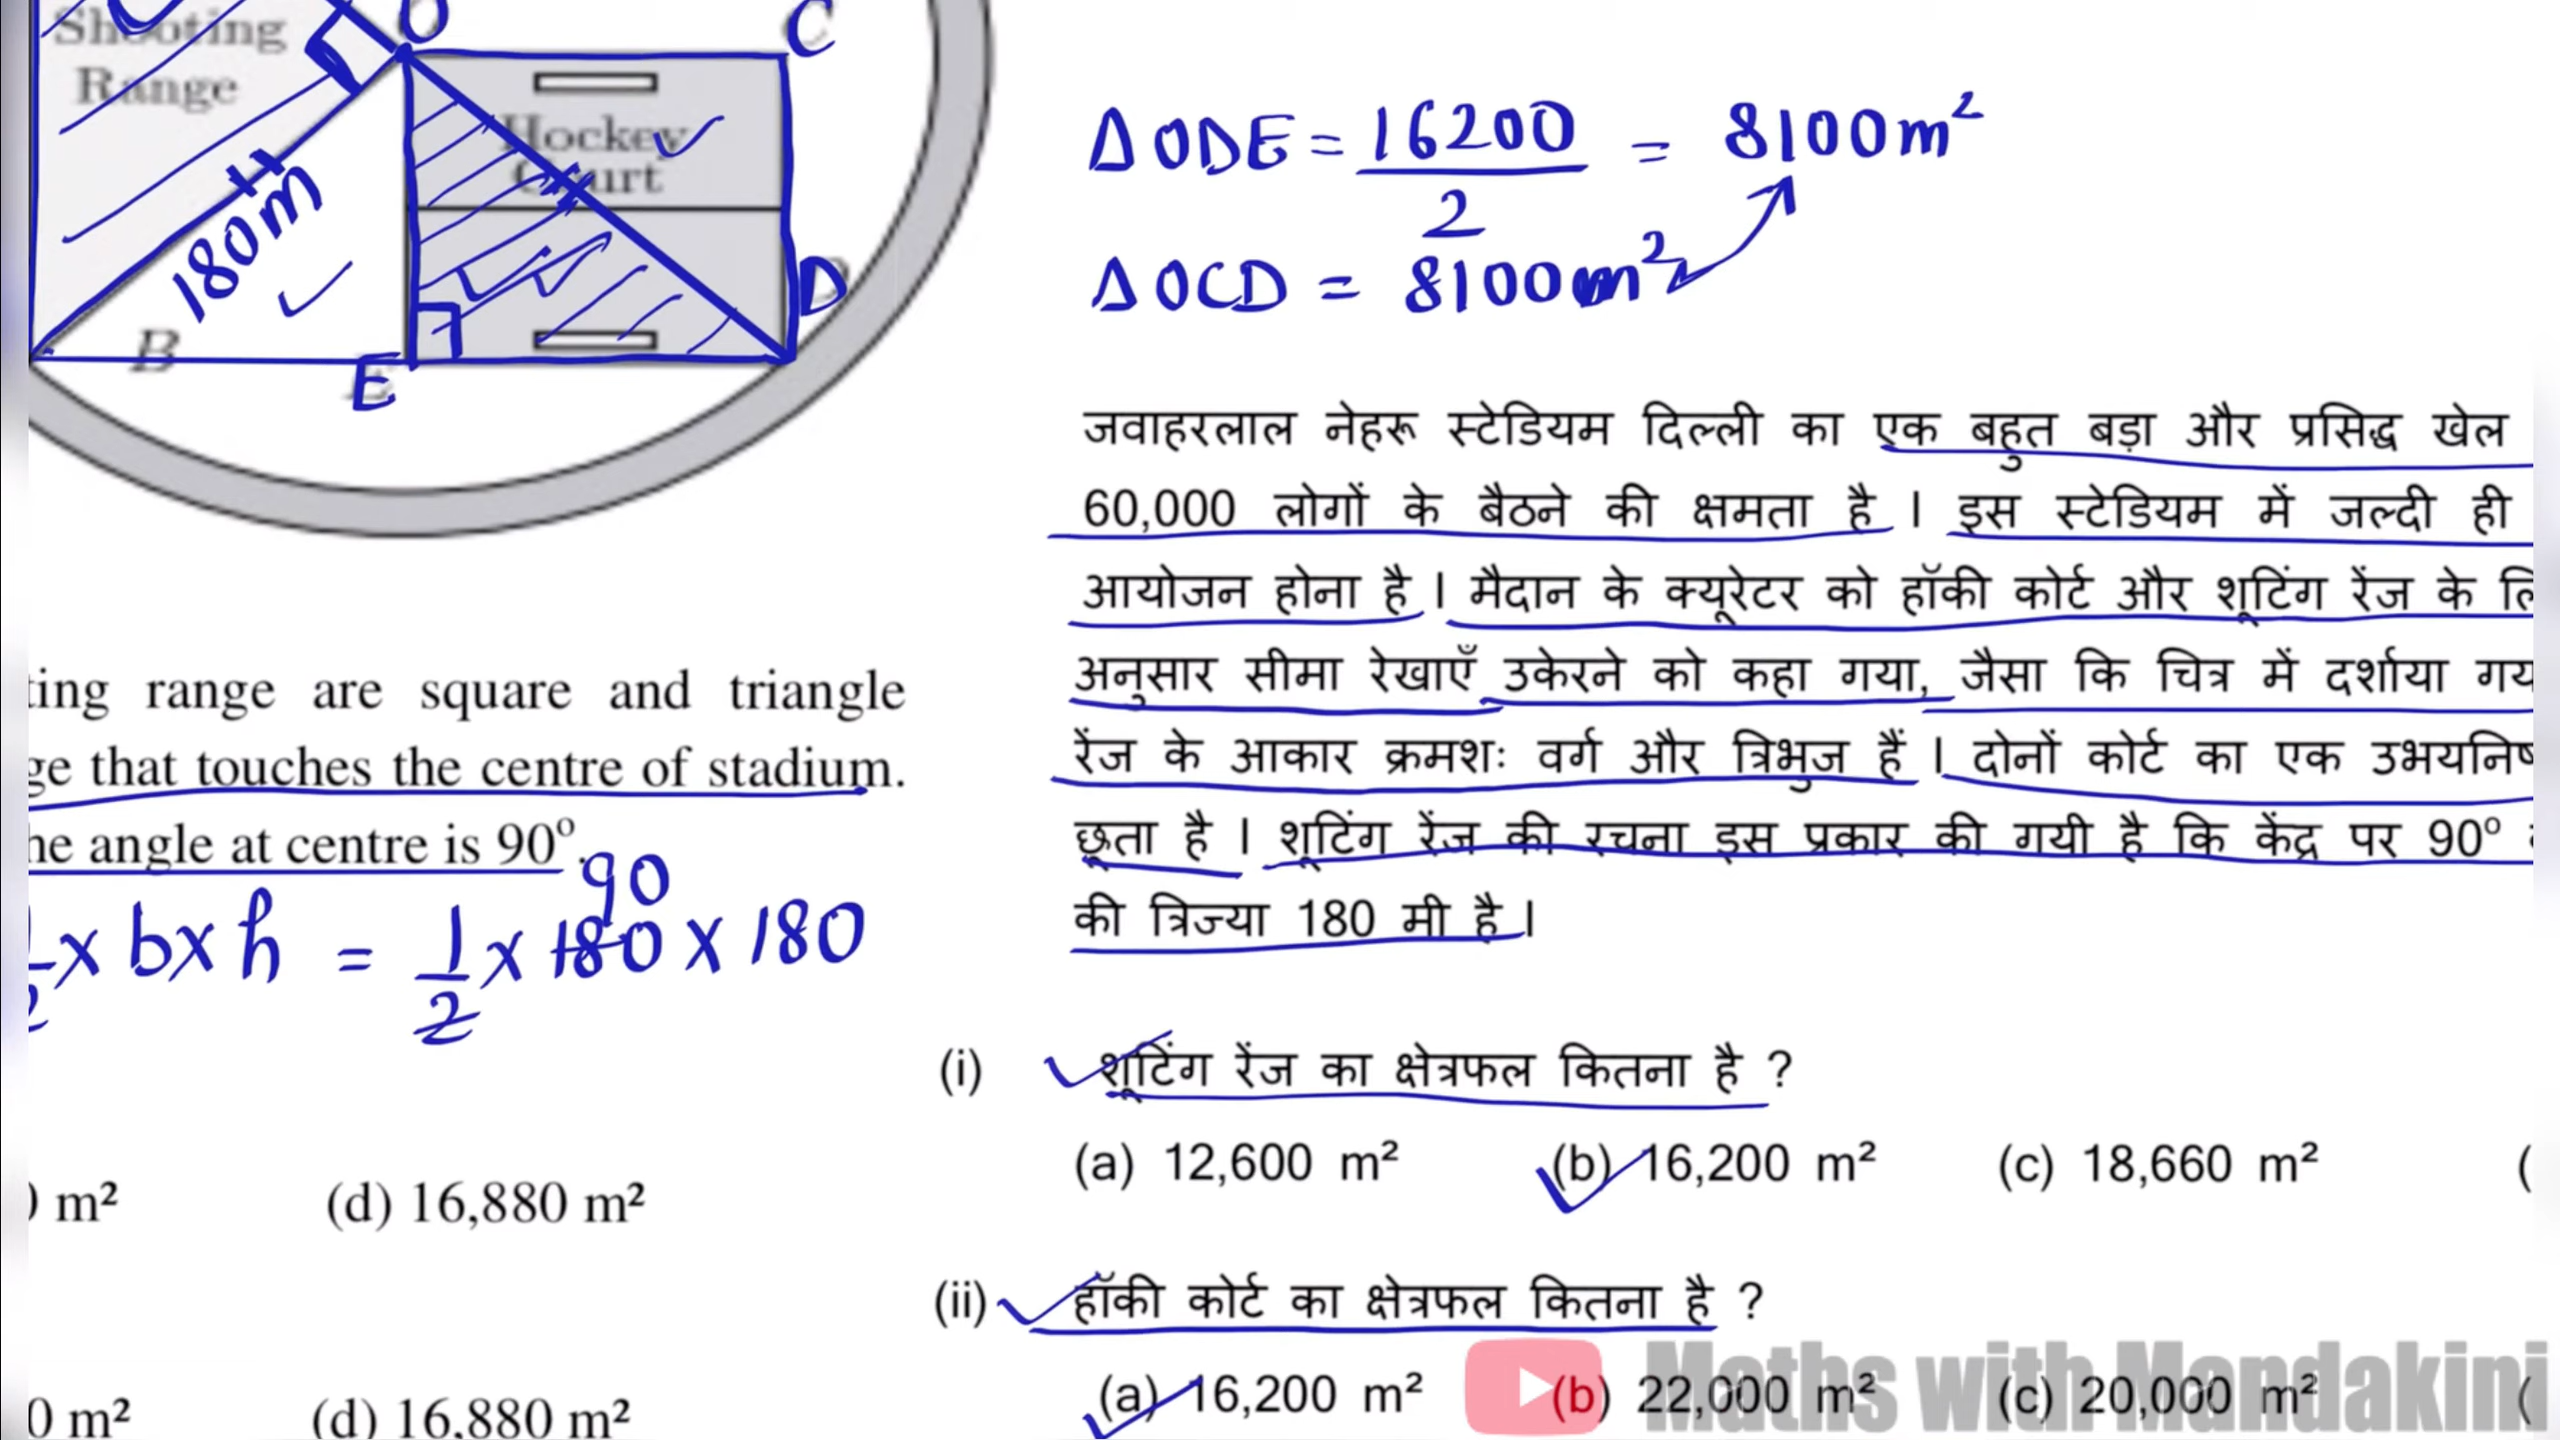 Shooting
Range
O
C
Hockey
Court
180m
B
E
D
ΔODE = 16200/2 = 8100m²
ΔOCD = 8100m²
ting range are square and triangle
ge that touches the centre of stadium.
he angle at centre is 90°.
x b x h = 1/2 x 180 x 180
90
) m²
(d) 16,880 m²
0 m²
(d) 16,880 m²
जवाहरलाल नेहरू स्टेडियम दिल्ली का एक बहुत बड़ा और प्रसिद्ध खेल
60,000 लोगों के बैठने की क्षमता है । इस स्टेडियम में जल्दी ही
आयोजन होना है । मैदान के क्यूरेटर को हॉकी कोर्ट और शूटिंग रेंज के
अनुसार सीमा रेखाएँ उकेरने को कहा गया, जैसा कि चित्र में दर्शाया
रेंज के आकार क्रमशः वर्ग और त्रिभुज हैं । दोनों कोर्ट का एक
छूता है । शूटिंग रेंज की रचना इस प्रकार की गयी है कि केंद्र पर 90°
की त्रिज्या 180 मी है ।
(i) शूटिंग रेंज का क्षेत्रफल कितना है ?
(a) 12,600 m² (b) 16,200 m² (c) 18,660 m² (
(ii) हॉकी कोर्ट का क्षेत्रफल कितना है ?
(a) 16,200 m² (b) 22,000 m² (c) 20,000 m² (
Maths with Mandakini